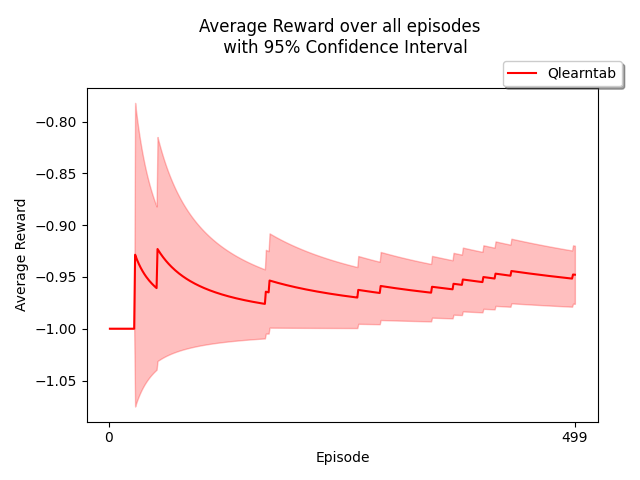 Average Reward over all episodes
with 95% Confidence Interval
Qlearntab
Average Reward
−0.80
−0.85
−0.90
−0.95
−1.00
−1.05
0
499
Episode